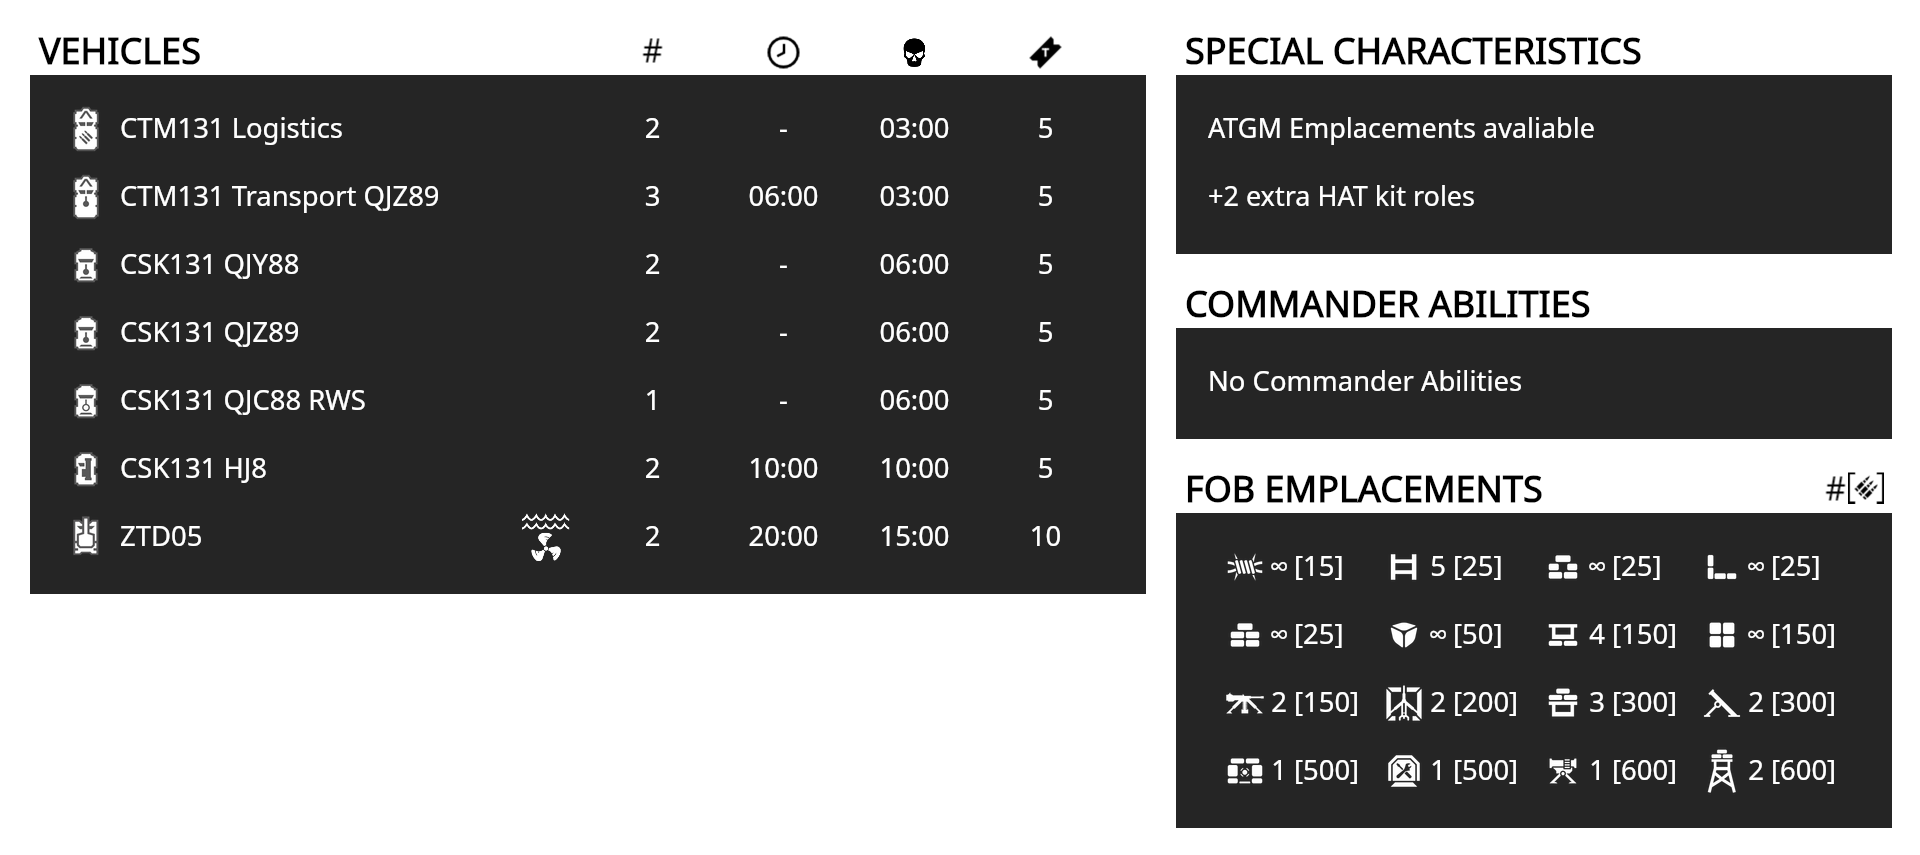 VEHICLES #
CTM131 Logistics 2 - 03:00 5
CTM131 Transport QJZ89 3 06:00 03:00 5
CSK131 QJY88 2 - 06:00 5
CSK131 QJZ89 2 - 06:00 5
CSK131 QJC88 RWS 1 - 06:00 5
CSK131 HJ8 2 10:00 10:00 5
ZTD05 2 20:00 15:00 10
SPECIAL CHARACTERISTICS
ATGM Emplacements avaliable
+2 extra HAT kit roles
COMMANDER ABILITIES
No Commander Abilities
FOB EMPLACEMENTS #[]
∞ [15] 5 [25] ∞ [25] ∞ [25]
∞ [25] ∞ [50] 4 [150] ∞ [150]
2 [150] 2 [200] 3 [300] 2 [300]
1 [500] 1 [500] 1 [600] 2 [600]